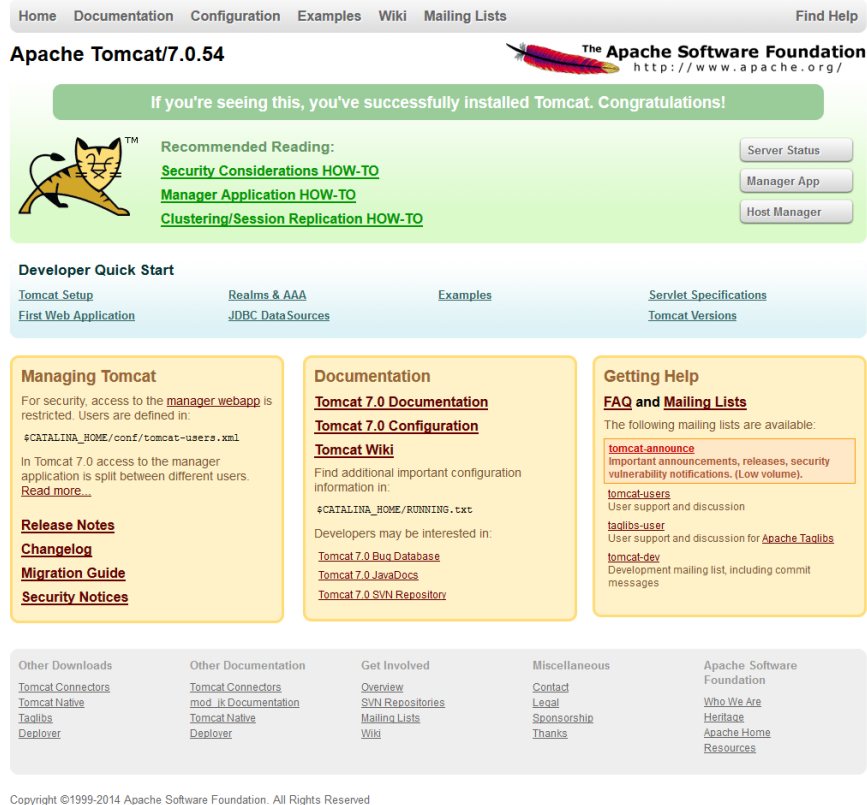 Home Documentation Configuration Examples Wiki Mailing Lists Find Help
Apache Tomcat/7.0.54
The Apache Software Foundation
http://www.apache.org/
If you're seeing this, you've successfully installed Tomcat. Congratulations!
TM
Recommended Reading:
Security Considerations HOW-TO
Manager Application HOW-TO
Clustering/Session Replication HOW-TO
Server Status
Manager App
Host Manager
Developer Quick Start
Tomcat Setup
First Web Application
Realms & AAA
JDBC DataSources
Examples
Servlet Specifications
Tomcat Versions
Managing Tomcat
For security, access to the manager webapp is
restricted. Users are defined in:
$CATALINA_HOME/conf/tomcat-users.xml
In Tomcat 7.0 access to the manager
application is split between different users.
Read more...
Release Notes
Changelog
Migration Guide
Security Notices
Documentation
Tomcat 7.0 Documentation
Tomcat 7.0 Configuration
Tomcat Wiki
Find additional important configuration
information in:
$CATALINA_HOME/RUNNING.txt
Developers may be interested in:
Tomcat 7.0 Bug Database
Tomcat 7.0 JavaDocs
Tomcat 7.0 SVN Repository
Getting Help
FAQ and Mailing Lists
The following mailing lists are available:
tomcat-announce
Important announcements, releases, security
vulnerability notifications. (Low volume).
tomcat-users
User support and discussion
taglibs-user
User support and discussion for Apache Taglibs
tomcat-dev
Development mailing list, including commit
messages
Other Downloads
Tomcat Connectors
Tomcat Native
Taglibs
Deployer
Other Documentation
Tomcat Connectors
mod_jk Documentation
Tomcat Native
Deployer
Get Involved
Overview
SVN Repositories
Mailing Lists
Wiki
Miscellaneous
Contact
Legal
Sponsorship
Thanks
Apache Software
Foundation
Who We Are
Heritage
Apache Home
Resources
Copyright ©1999-2014 Apache Software Foundation. All Rights Reserved